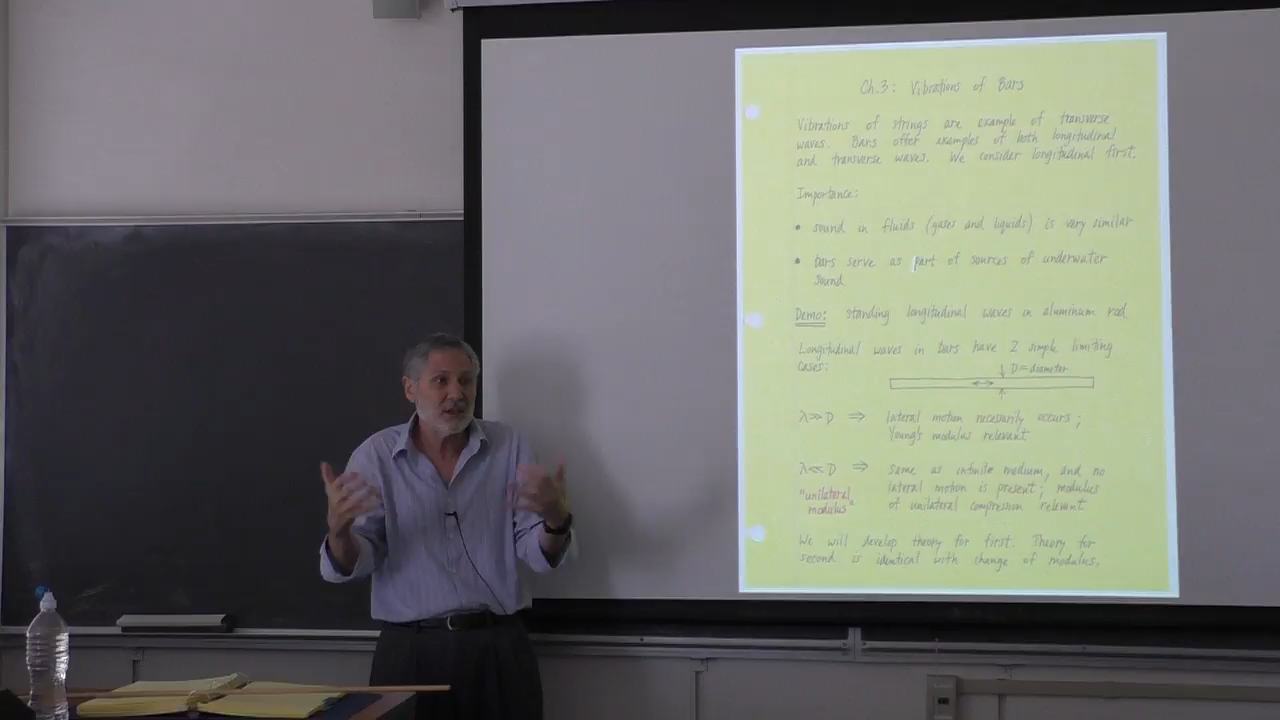 Ch.3: Vibrations of Bars
Vibrations of strings are example of transverse
waves. Bars offer examples of both longitudinal
and transverse waves. We consider longitudinal first.
Importance:
• sound in fluids (gases and liquids) is very similar
• bars serve as part of sources of underwater
sound
Demo: standing longitudinal waves in aluminum rod.
Longitudinal waves in bars have 2 simple limiting
cases:
D = diameter
λ≫D ⇒ lateral motion necessarily occurs;
Young's modulus relevant
λ≪D ⇒ same as infinite medium, and no
"unilateral lateral motion is present; modulus
modulus" of unilateral compression relevant
We will develop theory for first. Theory for
second is identical with change of modulus.